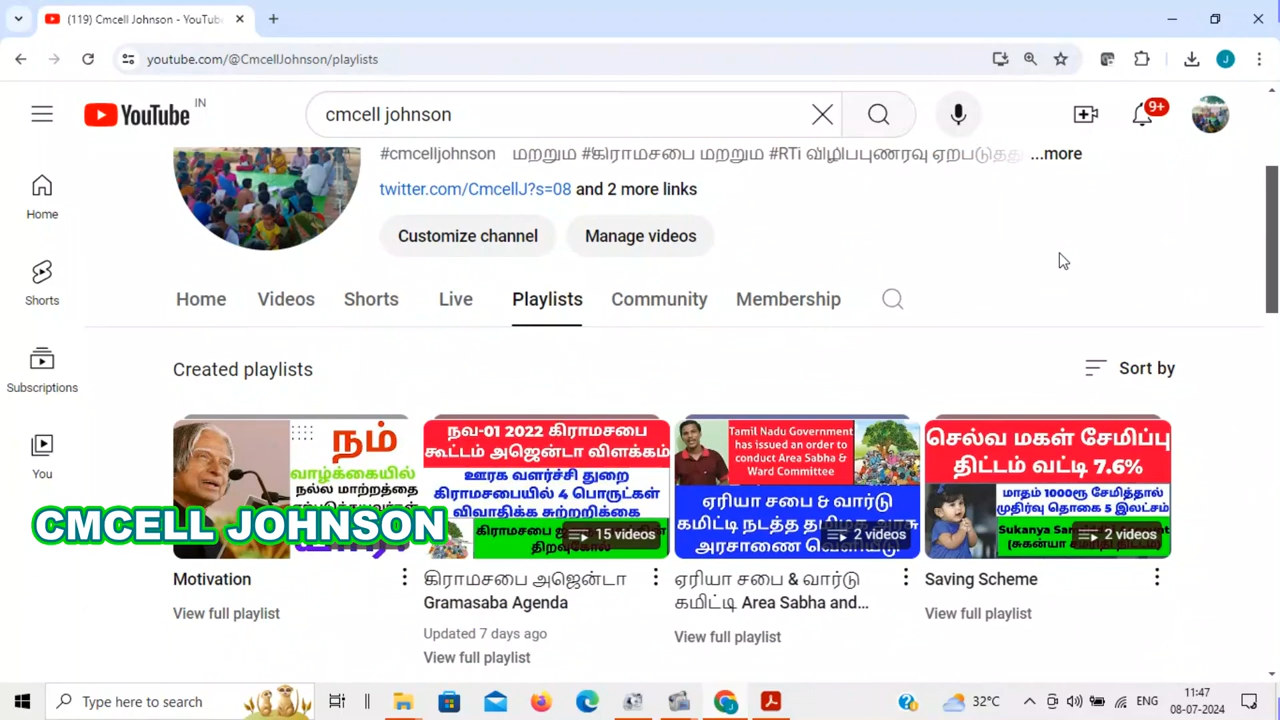 (119) Cmcell Johnson - YouTube
youtube.com/@CmcellJohnson/playlists
YouTube IN
cmcell johnson
9+
J
#cmcelljohnson மற்றும் #கிராமசபை மற்றும் #RTi விழிப்புணர்வு ...more
twitter.com/CmcellJ?s=08 and 2 more links
Customize channel
Manage videos
Home
Shorts
Subscriptions
You
Home Videos Shorts Live Playlists Community Membership
Created playlists
Sort by
நம்
வாழ்க்கையில்
நல்ல மாற்றத்தை
CMCELL JOHNSON
Motivation
View full playlist
நவ-01 2022 கிராமசபை
கூட்டம் அஜெண்டா விளக்கம்
ஊரக வளர்ச்சி துறை
கிராமசபையில் 4 பொருட்கள்
விவாதிக்க சுற்றறிக்கை
15 videos
கிராமசபை அஜென்டா
Gramasaba Agenda
Updated 7 days ago
View full playlist
Tamil Nadu Government
has issued an order to
conduct Area Sabha &
Ward Committee
ஏரியா சபை & வார்டு
கமிட்டி நடத்த தமிழக அரசு
அரசாணை வெளியீடு
2 videos
ஏரியா சபை & வார்டு
கமிட்டி Area Sabha and...
View full playlist
செல்வ மகள் சேமிப்பு
திட்டம் வட்டி 7.6%
மாதம் 1000ரூ சேமித்தால்
முதிர்வு தொகை 5 இலட்சம்
2 videos
Saving Scheme
View full playlist
Type here to search
32°C
ENG
11:47
08-07-2024